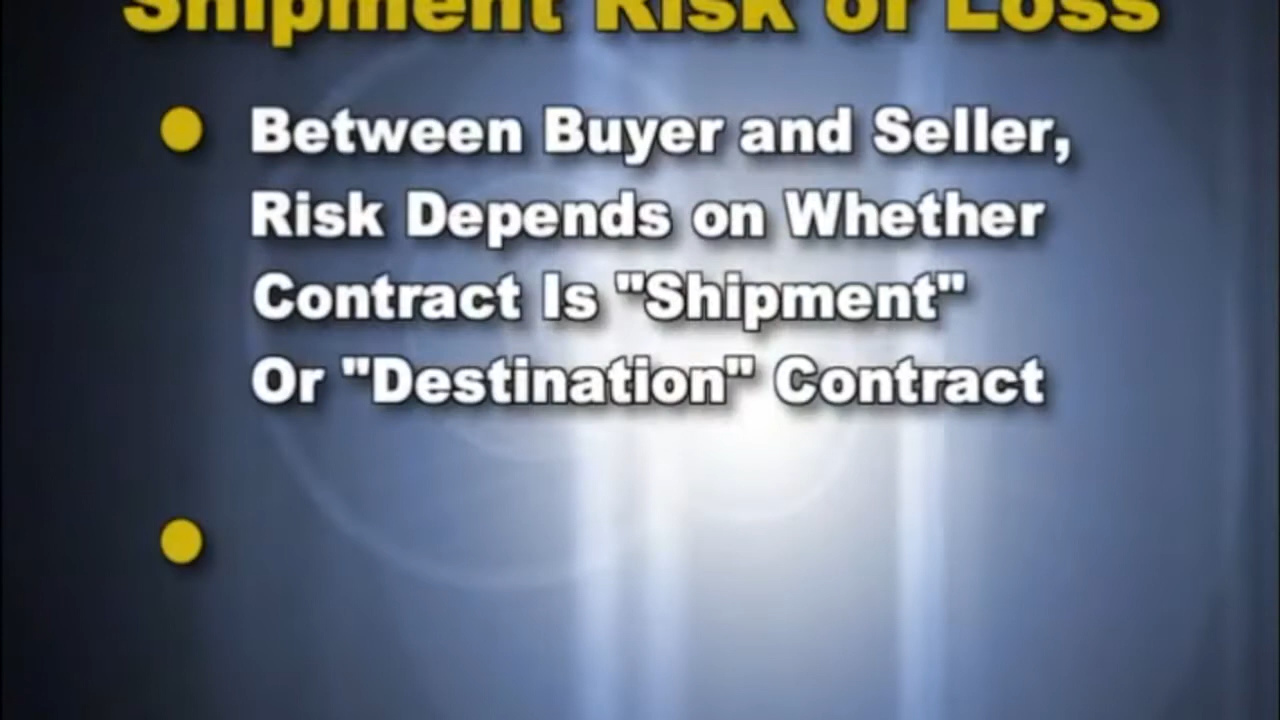 Shipment Risk of Loss
Between Buyer and Seller,
Risk Depends on Whether
Contract Is "Shipment"
Or "Destination" Contract